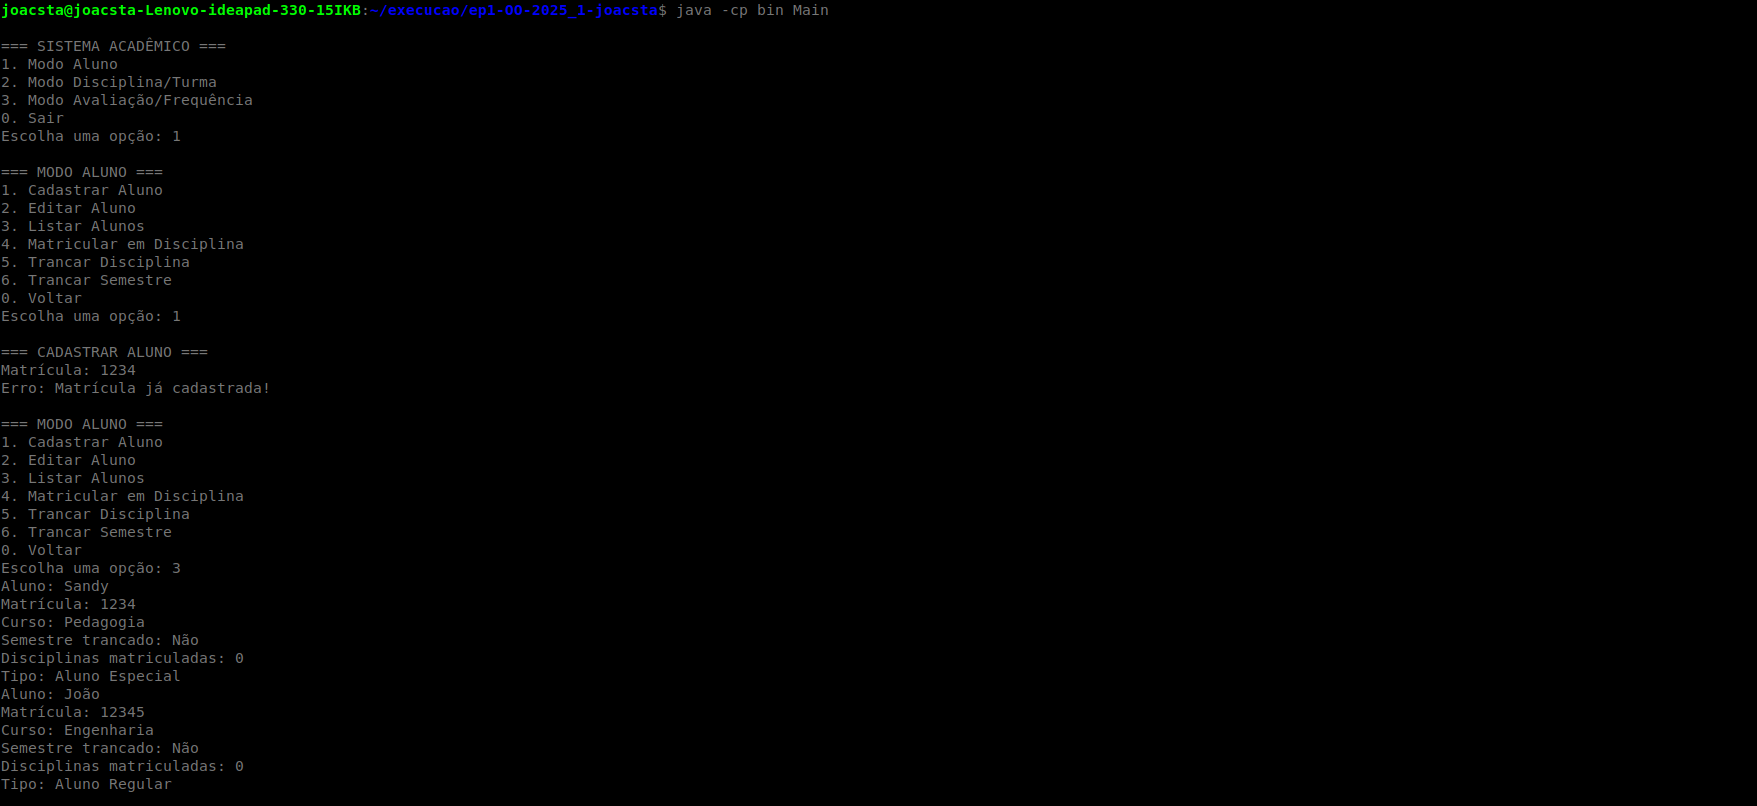 joacsta@joacsta-Lenovo-ideapad-330-15IKB:~/execucao/ep1-OO-2025_1-joacsta$ java -cp bin Main
=== SISTEMA ACADÊMICO ===
1. Modo Aluno
2. Modo Disciplina/Turma
3. Modo Avaliação/Frequência
0. Sair
Escolha uma opção: 1
=== MODO ALUNO ===
1. Cadastrar Aluno
2. Editar Aluno
3. Listar Alunos
4. Matricular em Disciplina
5. Trancar Disciplina
6. Trancar Semestre
0. Voltar
Escolha uma opção: 1
=== CADASTRAR ALUNO ===
Matrícula: 1234
Erro: Matrícula já cadastrada!
=== MODO ALUNO ===
1. Cadastrar Aluno
2. Editar Aluno
3. Listar Alunos
4. Matricular em Disciplina
5. Trancar Disciplina
6. Trancar Semestre
0. Voltar
Escolha uma opção: 3
Aluno: Sandy
Matrícula: 1234
Curso: Pedagogia
Semestre trancado: Não
Disciplinas matriculadas: 0
Tipo: Aluno Especial
Aluno: João
Matrícula: 12345
Curso: Engenharia
Semestre trancado: Não
Disciplinas matriculadas: 0
Tipo: Aluno Regular